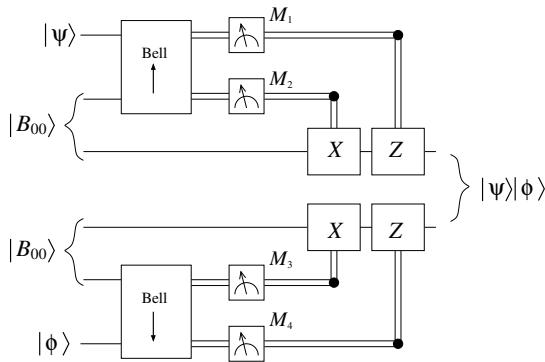 |ψ⟩ Bell M₁
M₂
|B₀₀⟩
X Z
|ψ⟩|ϕ⟩
X Z
|B₀₀⟩
Bell M₃
|ϕ⟩ M₄